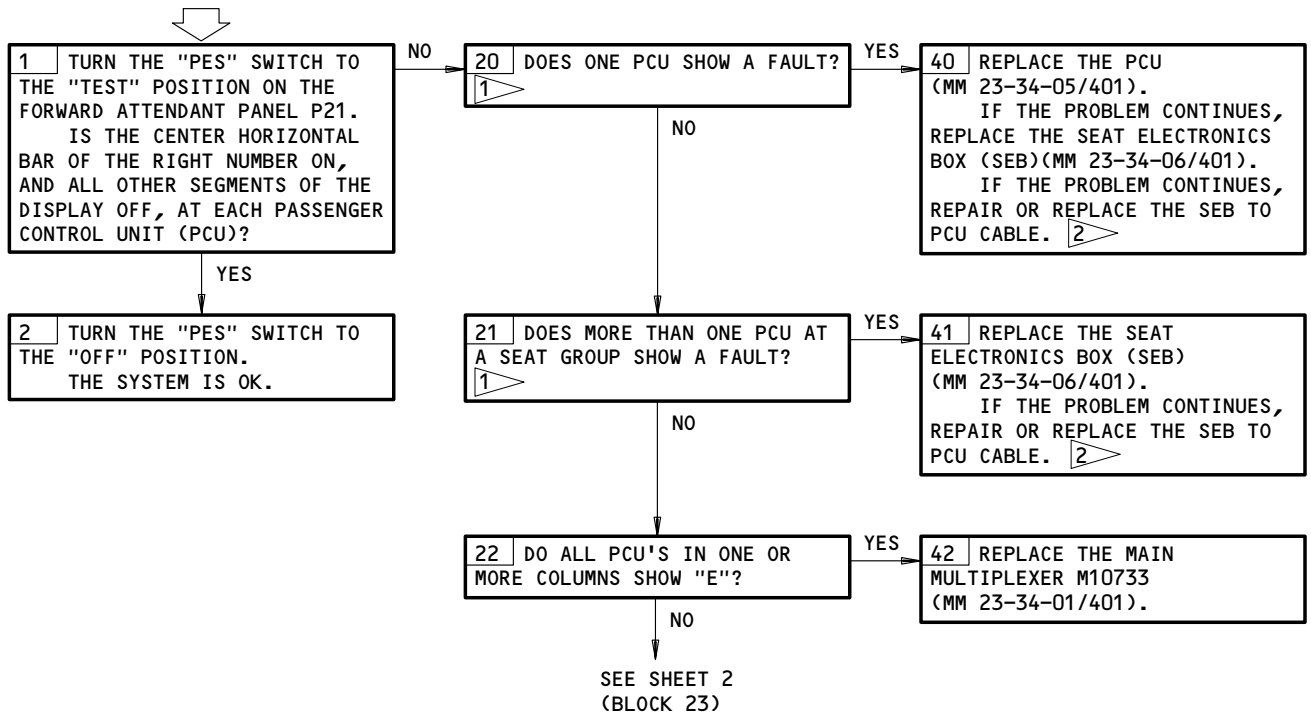 1 TURN THE "PES" SWITCH TO
THE "TEST" POSITION ON THE
FORWARD ATTENDANT PANEL P21.
IS THE CENTER HORIZONTAL
BAR OF THE RIGHT NUMBER ON,
AND ALL OTHER SEGMENTS OF THE
DISPLAY OFF, AT EACH PASSENGER
CONTROL UNIT (PCU)?
NO
YES
2 TURN THE "PES" SWITCH TO
THE "OFF" POSITION.
THE SYSTEM IS OK.
20 DOES ONE PCU SHOW A FAULT?
1
YES
NO
40 REPLACE THE PCU
(MM 23-34-05/401).
IF THE PROBLEM CONTINUES,
REPLACE THE SEAT ELECTRONICS
BOX (SEB)(MM 23-34-06/401).
IF THE PROBLEM CONTINUES,
REPAIR OR REPLACE THE SEB TO
PCU CABLE. 2
21 DOES MORE THAN ONE PCU AT
A SEAT GROUP SHOW A FAULT?
1
YES
NO
41 REPLACE THE SEAT
ELECTRONICS BOX (SEB)
(MM 23-34-06/401).
IF THE PROBLEM CONTINUES,
REPAIR OR REPLACE THE SEB TO
PCU CABLE. 2
22 DO ALL PCU'S IN ONE OR
MORE COLUMNS SHOW "E"?
YES
NO
42 REPLACE THE MAIN
MULTIPLEXER M10733
(MM 23-34-01/401).
SEE SHEET 2
(BLOCK 23)